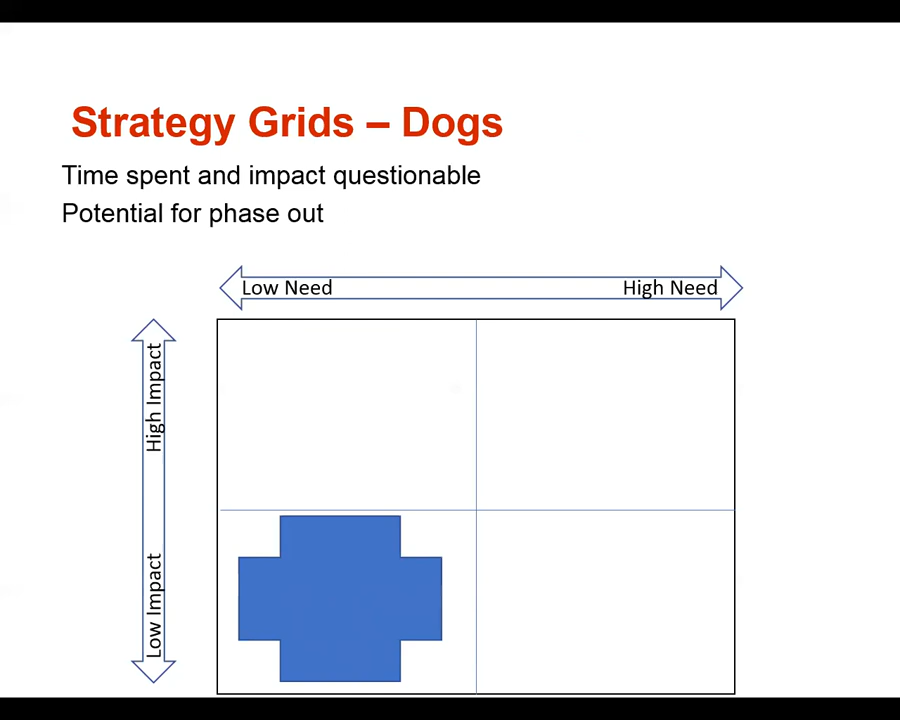 Strategy Grids – Dogs
Time spent and impact questionable
Potential for phase out
Low Need
High Need
High Impact
Low Impact